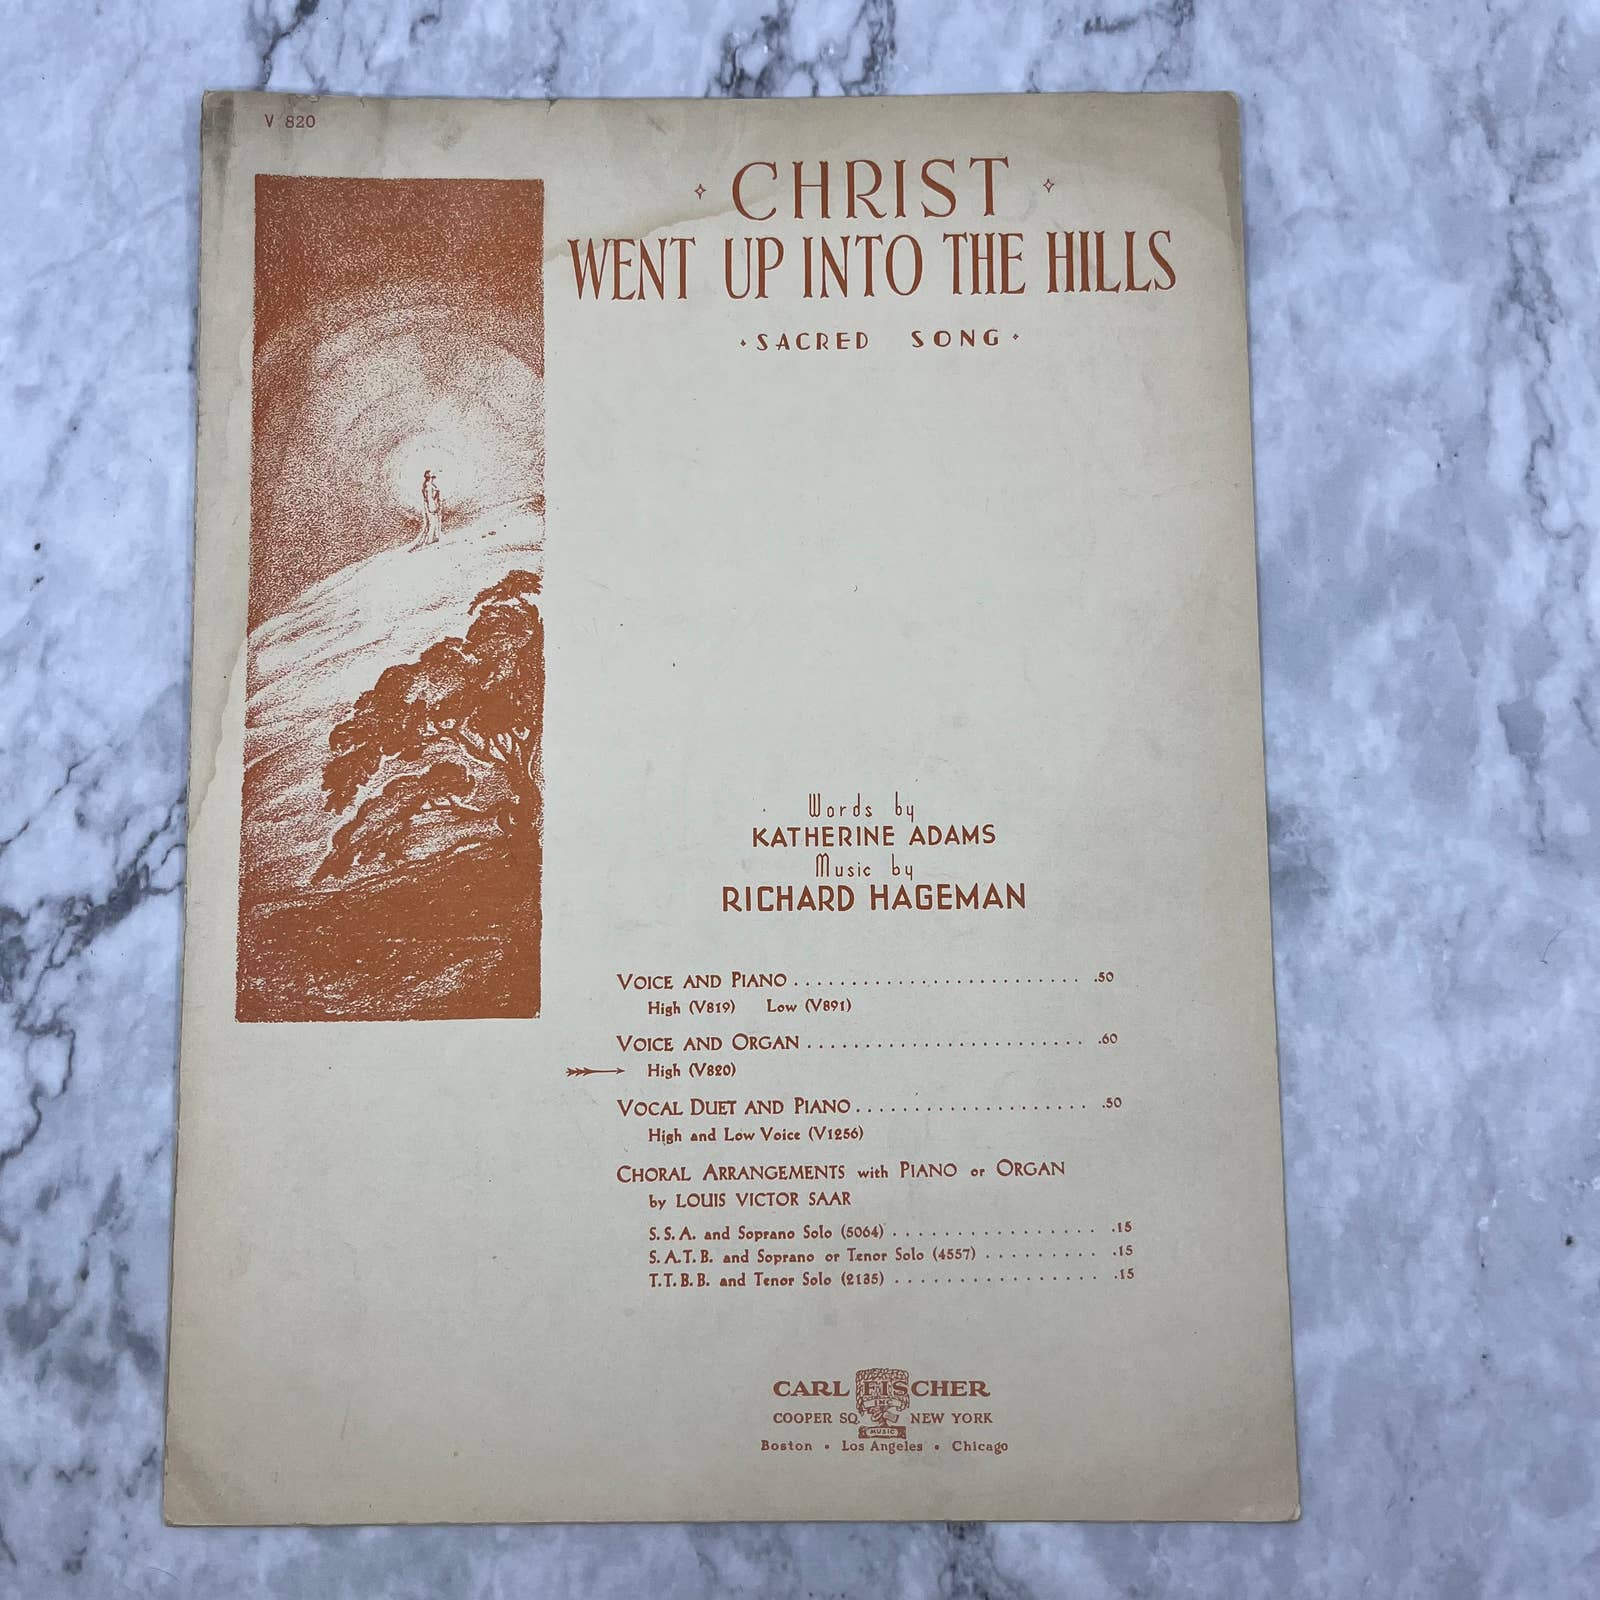 V 820
CHRIST
WENT UP INTO THE HILLS
SACRED SONG
Words by
KATHERINE ADAMS
Music by
RICHARD HAGEMAN
VOICE AND PIANO .......................... .50
High (V819) Low (V891)
VOICE AND ORGAN ......................... .60
High (V820)
VOCAL DUET AND PIANO ..................... .50
High and Low Voice (V1256)
CHORAL ARRANGEMENTS with PIANO or ORGAN
by LOUIS VICTOR SAAR
S. S. A. and Soprano Solo (5064) .................. .15
S. A. T. B. and Soprano or Tenor Solo (4557) .......... .15
T. T. B. B. and Tenor Solo (2135) .................. .15
CARL FISCHER
INC.
COOPER SQ. NEW YORK
MUSIC
Boston • Los Angeles • Chicago